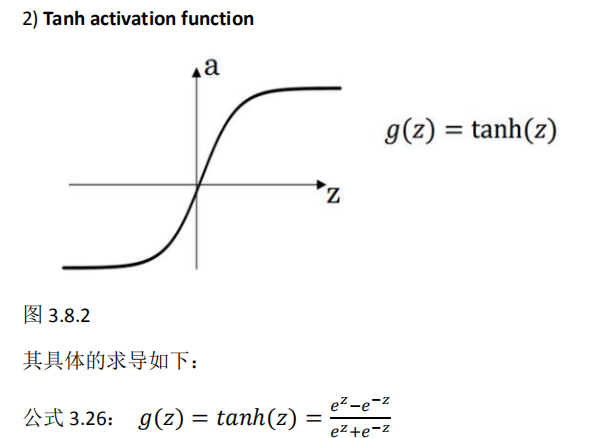 2) Tanh activation function
a
g(z) = tanh(z)
z
图 3.8.2
其具体的求导如下：
公式 3.26： g(z) = tanh(z) = \frac{e^z - e^{-z}}{e^z + e^{-z}}